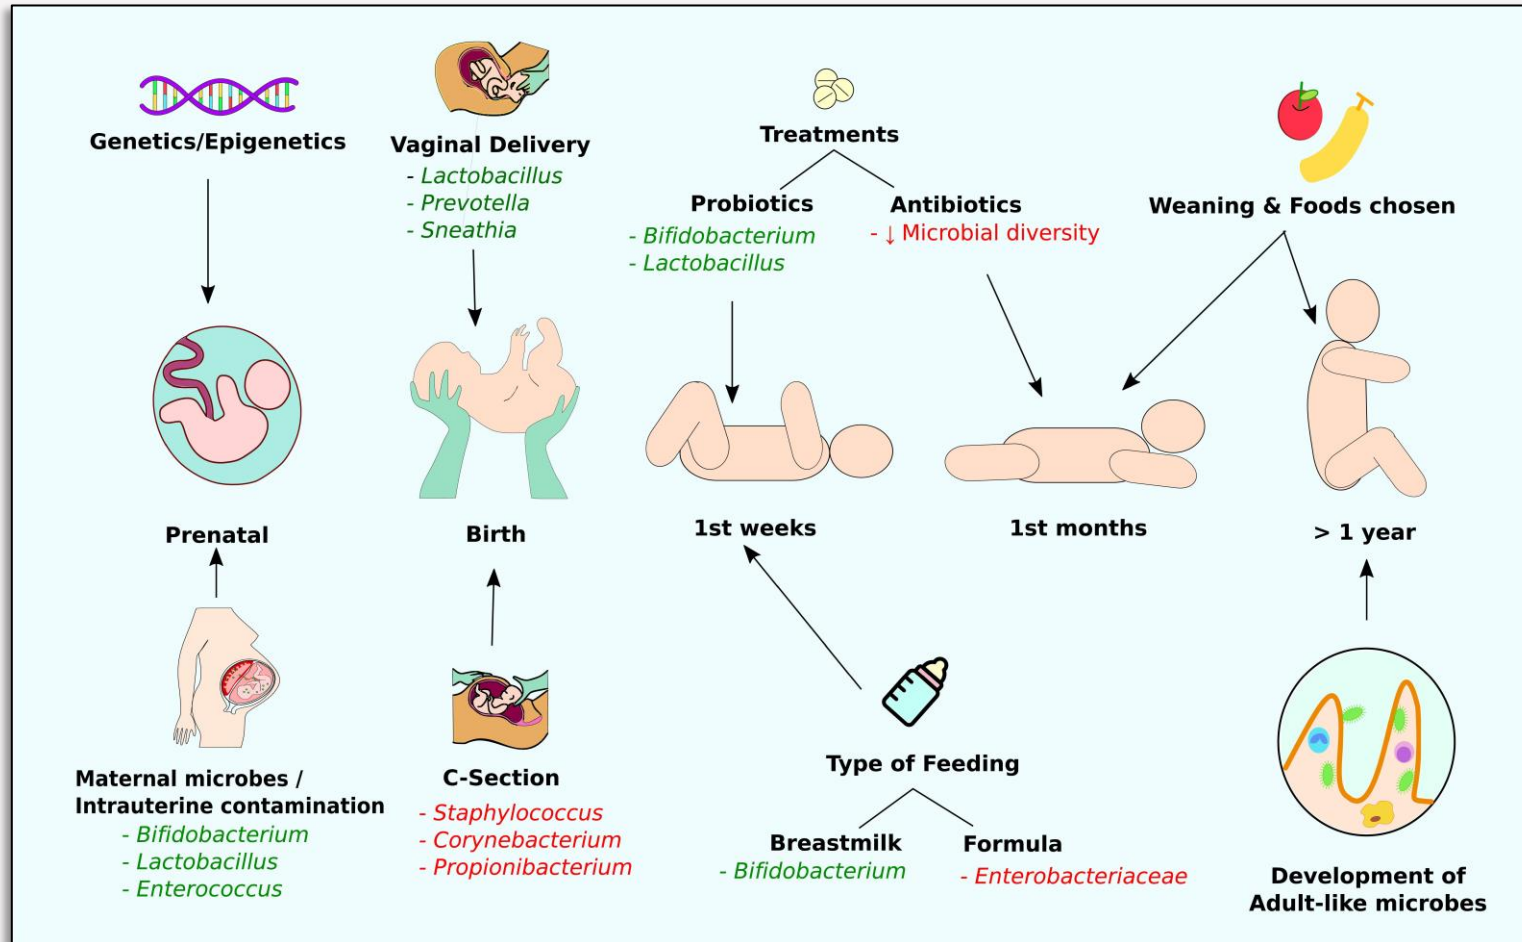 Genetics/Epigenetics
Vaginal Delivery
- Lactobacillus
- Prevotella
- Sneathia
Treatments
Probiotics
- Bifidobacterium
- Lactobacillus
Antibiotics
- ↓ Microbial diversity
Weaning & Foods chosen
Prenatal
Birth
1st weeks
1st months
> 1 year
Maternal microbes /
Intrauterine contamination
- Bifidobacterium
- Lactobacillus
- Enterococcus
C-Section
- Staphylococcus
- Corynebacterium
- Propionibacterium
Type of Feeding
Breastmilk
- Bifidobacterium
Formula
- Enterobacteriaceae
Development of
Adult-like microbes